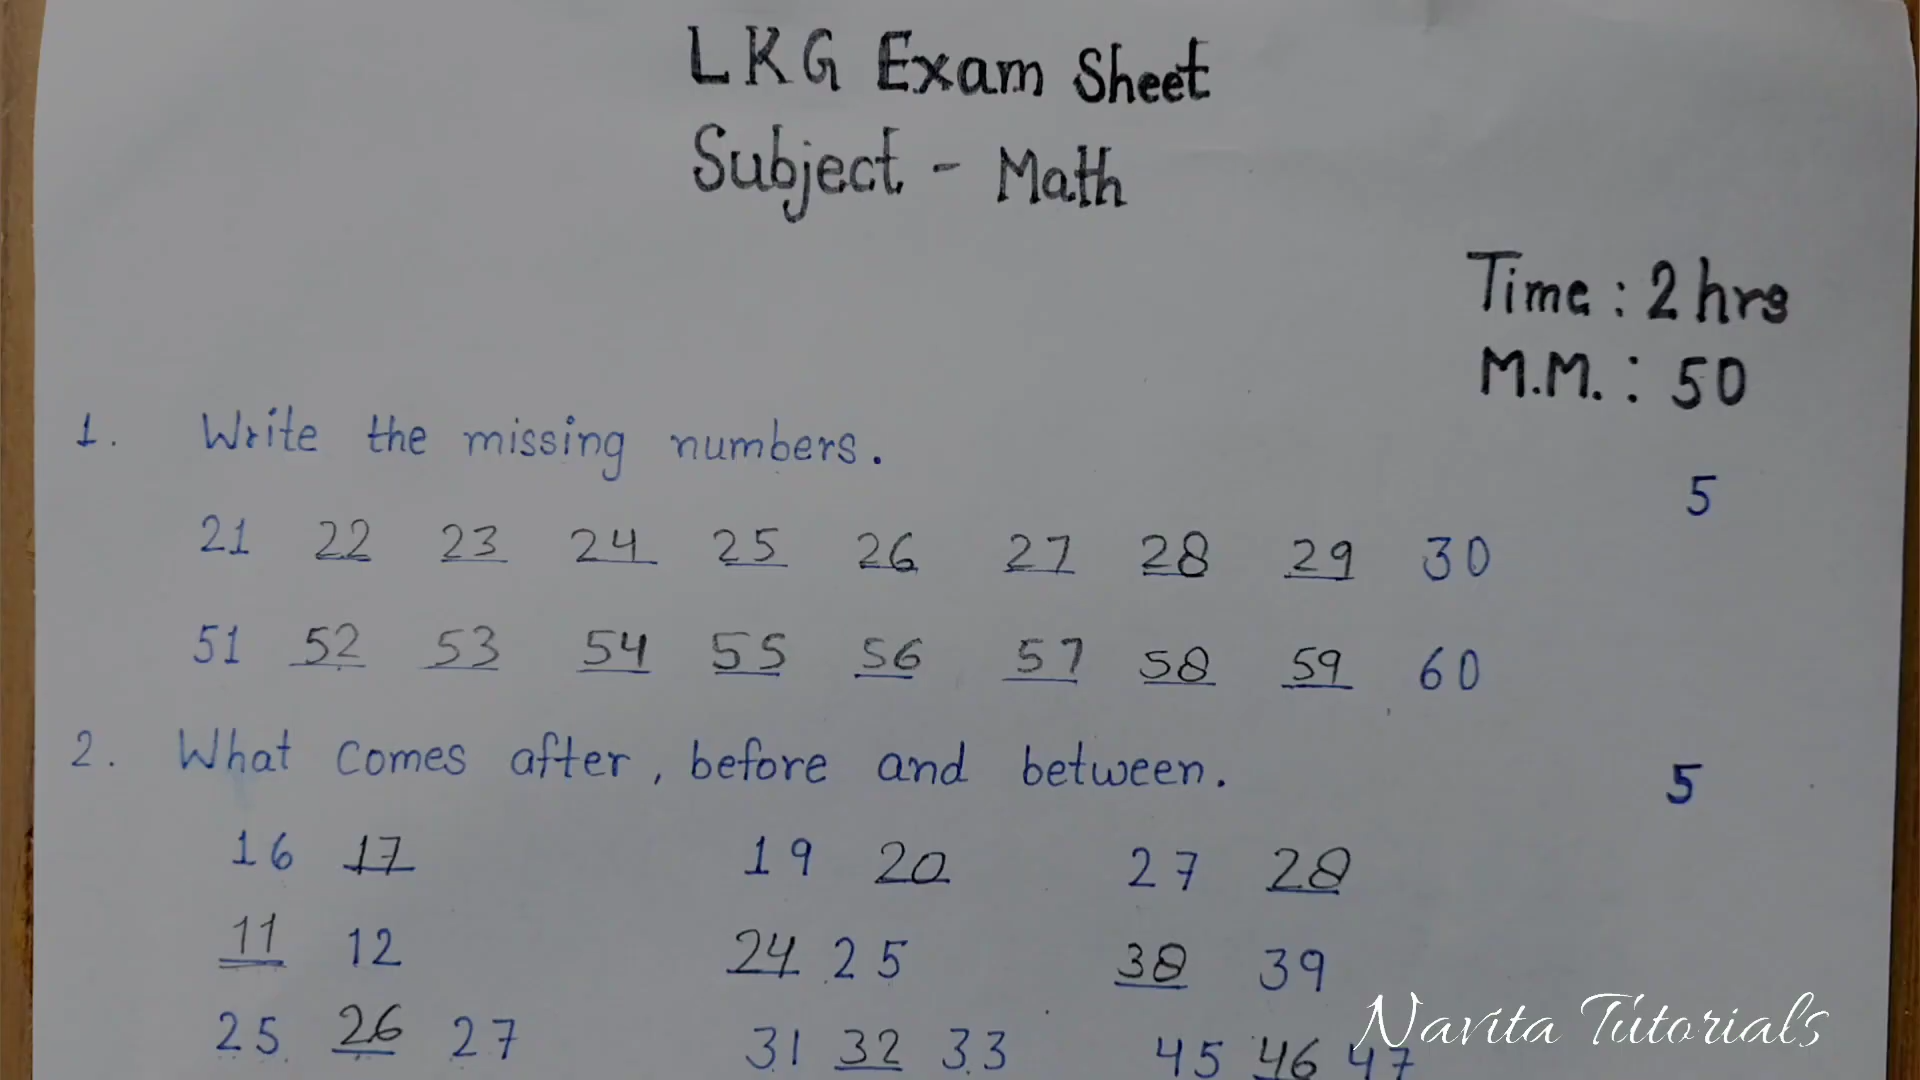 LKG Exam Sheet
Subject - Math
Time : 2 hrs
M.M. : 50
1. Write the missing numbers. 5
21 22 23 24 25 26 27 28 29 30
51 52 53 54 55 56 57 58 59 60
2. What comes after, before and between. 5
16 17 19 20 27 28
11 12 24 25 38 39
25 26 27 31 32 33 45 46 47
Navita Tutorials